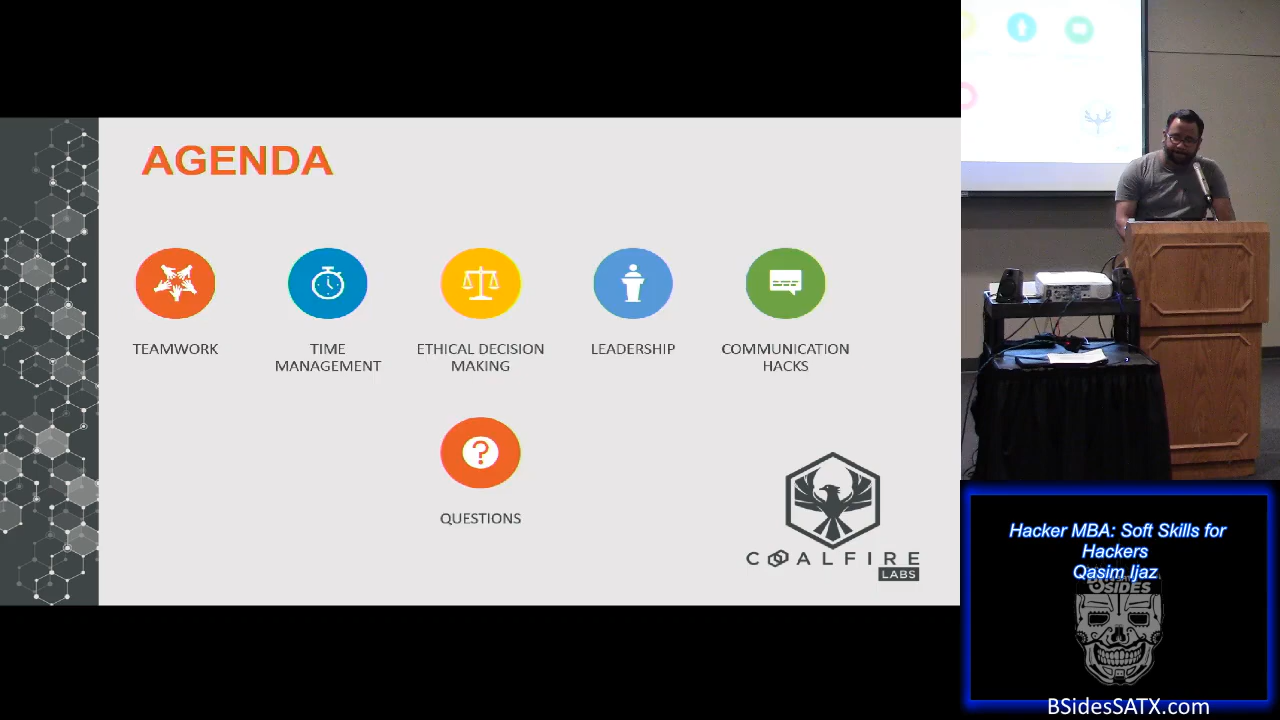 AGENDA
TEAMWORK
TIME
MANAGEMENT
ETHICAL DECISION
MAKING
LEADERSHIP
COMMUNICATION
HACKS
QUESTIONS
COALFIRE
LABS
Hacker MBA: Soft Skills for
Hackers
Qasim Ijaz
BSIDES
BSidesSATX.com